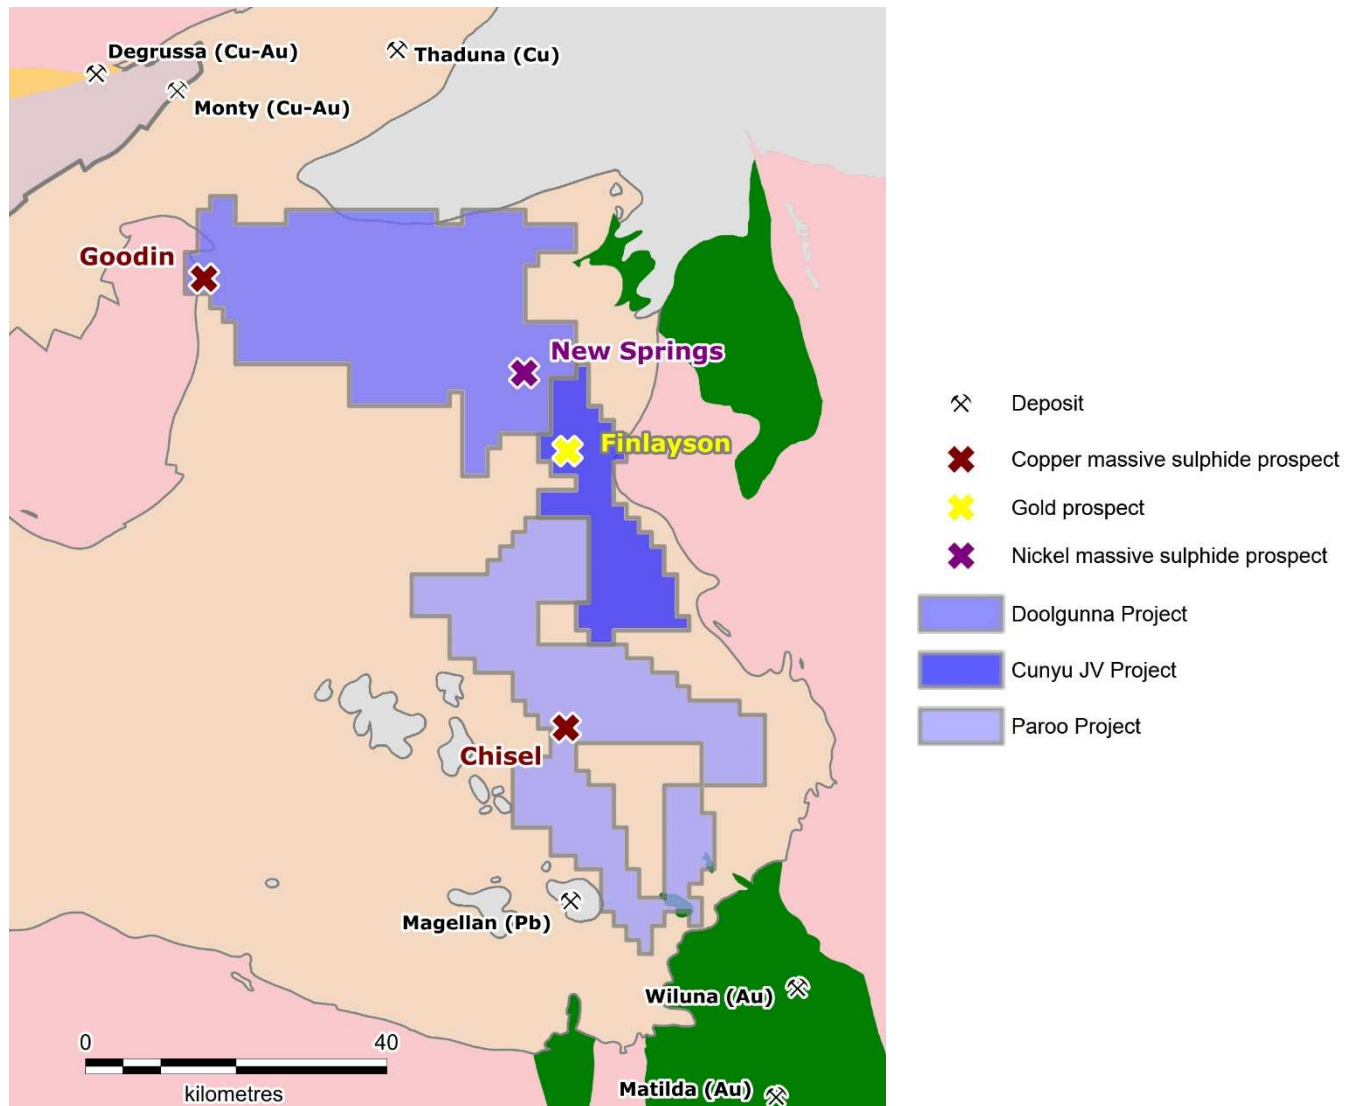 Degrussa (Cu-Au)
Thaduna (Cu)
Monty (Cu-Au)
Goodin
New Springs
Finlayson
Chisel
Magellan (Pb)
Wiluna (Au)
Matilda (Au)
0 40
kilometres
Deposit
Copper massive sulphide prospect
Gold prospect
Nickel massive sulphide prospect
Doolgunna Project
Cunyu JV Project
Paroo Project